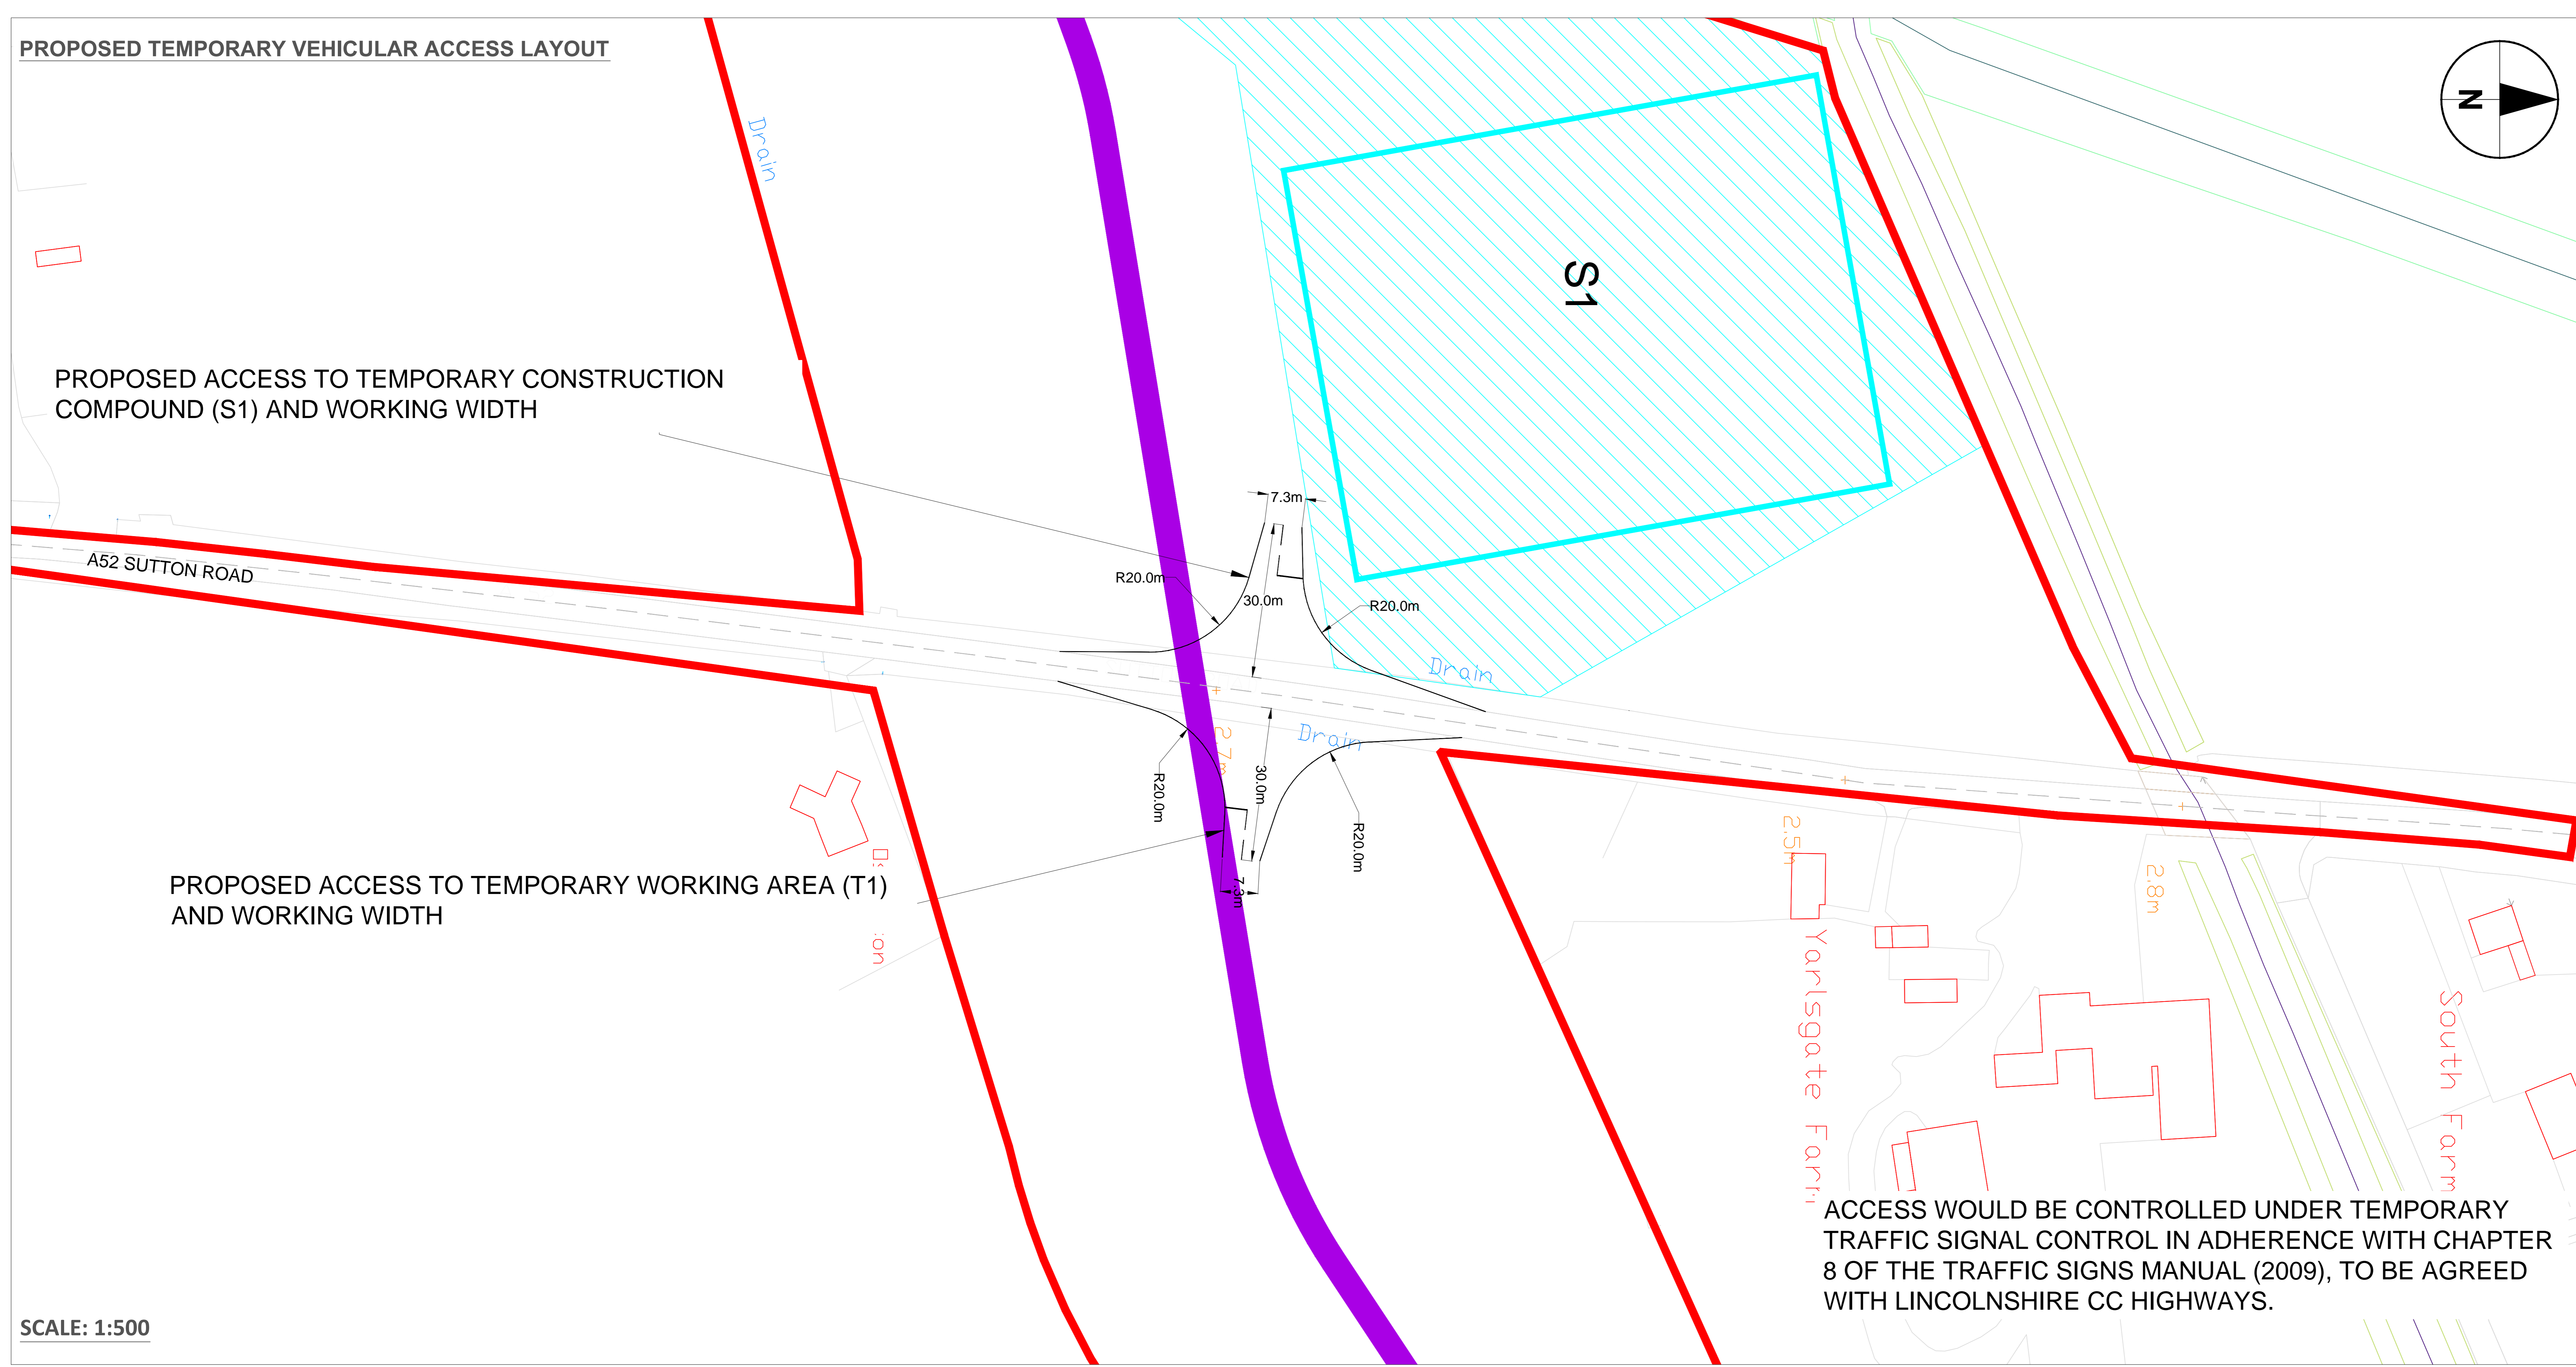 PROPOSED TEMPORARY VEHICULAR ACCESS LAYOUT
N
Drain
S1
PROPOSED ACCESS TO TEMPORARY CONSTRUCTION
COMPOUND (S1) AND WORKING WIDTH
7.3m
A52 SUTTON ROAD
R20.0m
30.0m
R20.0m
Drain
Drain
2.7m
30.0m
R20.0m
R20.0m
7.3m
2.5m
2.8m
PROPOSED ACCESS TO TEMPORARY WORKING AREA (T1)
AND WORKING WIDTH
Yarlsgate Farm
South Farm
ACCESS WOULD BE CONTROLLED UNDER TEMPORARY
TRAFFIC SIGNAL CONTROL IN ADHERENCE WITH CHAPTER
8 OF THE TRAFFIC SIGNS MANUAL (2009), TO BE AGREED
WITH LINCOLNSHIRE CC HIGHWAYS.
SCALE: 1:500